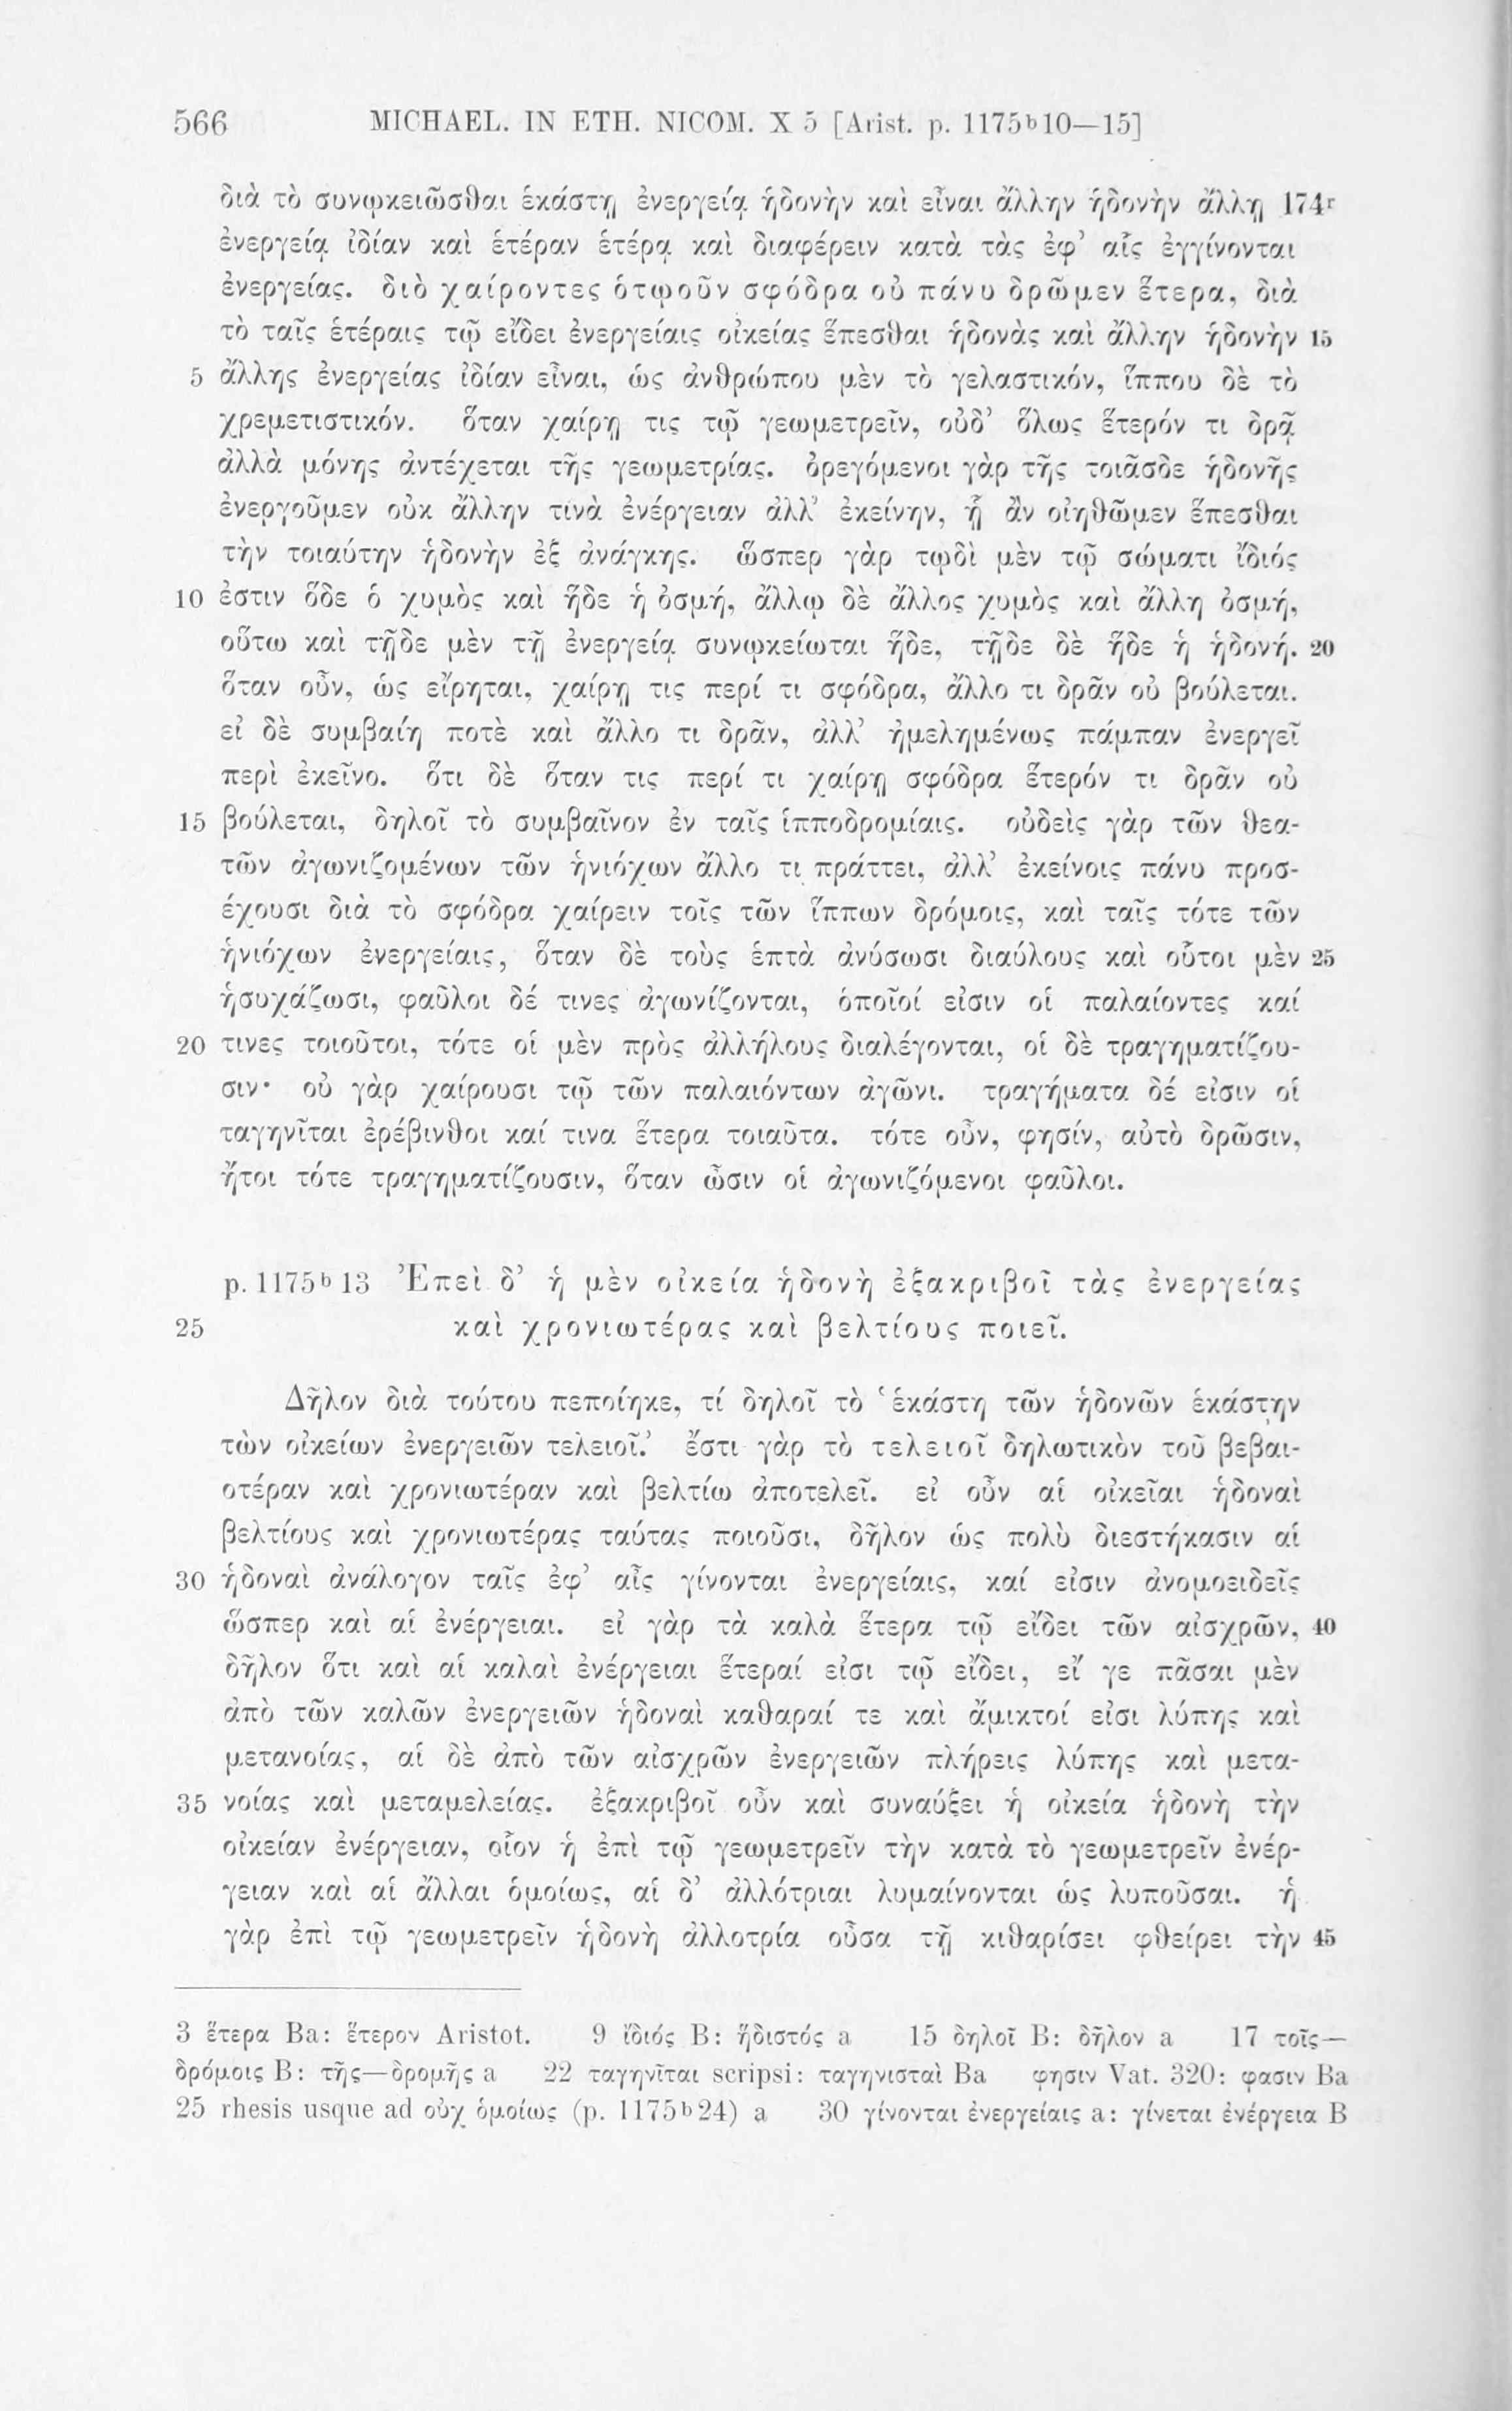 566 MICHAEL. IN ETH. NICOM. X 5 [Arist. p. 1175ᵇ10—15]
διὰ τὸ συνῳκειῶσθαι ἑκάστῃ ἐνεργείᾳ ἡδονὴν καὶ εἶναι ἄλλην ἡδονὴν ἄλλῃ 174ʳ
ἐνεργείᾳ ἰδίαν καὶ ἑτέραν ἑτέρᾳ καὶ διαφέρειν κατὰ τὰς ἐφ’ αἷς ἐγγίνονται
ἐνεργείας. διὸ χαίροντες ὁτῳοῦν σφόδρα οὐ πάνυ δρῶμεν ἕτερα, διὰ
τὸ ταῖς ἑτέραις τῷ εἴδει ἐνεργείαις οἰκείας ἕπεσθαι ἡδονὰς καὶ ἄλλην ἡδονὴν 15
5 ἄλλης ἐνεργείας ἰδίαν εἶναι, ὡς ἀνθρώπου μὲν τὸ γελαστικόν, ἵππου δὲ τὸ
χρεμετιστικόν. ὅταν χαίρῃ τις τῷ γεωμετρεῖν, οὐδ’ ὅλως ἕτερόν τι δρᾷ
ἀλλὰ μόνης ἀντέχεται τῆς γεωμετρίας. ὀρεγόμενοι γὰρ τῆς τοιᾶσδε ἡδονῆς
ἐνεργοῦμεν οὐκ ἄλλην τινὰ ἐνέργειαν ἀλλ’ ἐκείνην, ᾗ ἂν οἰηθῶμεν ἕπεσθαι
τὴν τοιαύτην ἡδονὴν ἐξ ἀνάγκης. ὥσπερ γὰρ τῳδὶ μὲν τῷ σώματι ἴδιός
10 ἐστιν ὅδε ὁ χυμὸς καὶ ἥδε ἡ ὀσμή, ἄλλῳ δὲ ἄλλος χυμὸς καὶ ἄλλη ὀσμή,
οὕτω καὶ τῇδε μὲν τῇ ἐνεργείᾳ συνῳκείωται ἥδε, τῇδε δὲ ἥδε ἡ ἡδονή. 20
ὅταν οὖν, ὡς εἴρηται, χαίρῃ τις περί τι σφόδρα, ἄλλο τι δρᾶν οὐ βούλεται.
εἰ δὲ συμβαίη ποτὲ καὶ ἄλλο τι δρᾶν, ἀλλ’ ἠμελημένως πάμπαν ἐνεργεῖ
περὶ ἐκεῖνο. ὅτι δὲ ὅταν τις περί τι χαίρῃ σφόδρα ἕτερόν τι δρᾶν οὐ
15 βούλεται, δηλοῖ τὸ συμβαῖνον ἐν ταῖς ἱπποδρομίαις. οὐδεὶς γὰρ τῶν θεα-
τῶν ἀγωνιζομένων τῶν ἡνιόχων ἄλλο τι πράττει, ἀλλ’ ἐκείνοις πάνυ προσ-
έχουσι διὰ τὸ σφόδρα χαίρειν τοῖς τῶν ἵππων δρόμοις, καὶ ταῖς τότε τῶν
ἡνιόχων ἐνεργείαις, ὅταν δὲ τοὺς ἑπτὰ ἀνύσωσι διαύλους καὶ οὗτοι μὲν 25
ἡσυχάζωσι, φαῦλοι δέ τινες ἀγωνίζονται, ὁποῖοί εἰσιν οἱ παλαίοντες καί
20 τινες τοιοῦτοι, τότε οἱ μὲν πρὸς ἀλλήλους διαλέγονται, οἱ δὲ τραγηματίζου-
σιν· οὐ γὰρ χαίρουσι τῷ τῶν παλαιόντων ἀγῶνι. τραγήματα δέ εἰσιν οἱ
ταγηνῖται ἐρέβινθοι καί τινα ἕτερα τοιαῦτα. τότε οὖν, φησίν, αὐτὸ δρῶσιν,
ἤτοι τότε τραγηματίζουσιν, ὅταν ὦσιν οἱ ἀγωνιζόμενοι φαῦλοι.
p. 1175ᵇ 13 Ἐπεὶ δ’ ἡ μὲν οἰκεία ἡδονὴ ἐξακριβοῖ τὰς ἐνεργείας
25 καὶ χρονιωτέρας καὶ βελτίους ποιεῖ.
Δῆλον διὰ τούτου πεποίηκε, τί δηλοῖ τὸ ‘ἑκάστη τῶν ἡδονῶν ἑκάστην
τῶν οἰκείων ἐνεργειῶν τελειοῖ.’ ἔστι γὰρ τὸ τελειοῖ δηλωτικὸν τοῦ βεβαι-
οτέραν καὶ χρονιωτέραν καὶ βελτίω ἀποτελεῖ. εἰ οὖν αἱ οἰκεῖαι ἡδοναὶ
βελτίους καὶ χρονιωτέρας ταύτας ποιοῦσι, δῆλον ὡς πολὺ διεστήκασιν αἱ
30 ἡδοναὶ ἀνάλογον ταῖς ἐφ’ αἷς γίνονται ἐνεργείαις, καί εἰσιν ἀνομοειδεῖς
ὥσπερ καὶ αἱ ἐνέργειαι. εἰ γὰρ τὰ καλὰ ἕτερα τῷ εἴδει τῶν αἰσχρῶν, 40
δῆλον ὅτι καὶ αἱ καλαὶ ἐνέργειαι ἕτεραί εἰσι τῷ εἴδει, εἴ γε πᾶσαι μὲν
ἀπὸ τῶν καλῶν ἐνεργειῶν ἡδοναὶ καθαραί τε καὶ ἄμικτοί εἰσι λύπης καὶ
μετανοίας, αἱ δὲ ἀπὸ τῶν αἰσχρῶν ἐνεργειῶν πλήρεις λύπης καὶ μετα-
35 νοίας καὶ μεταμελείας. ἐξακριβοῖ οὖν καὶ συναύξει ἡ οἰκεία ἡδονὴ τὴν
οἰκείαν ἐνέργειαν, οἷον ἡ ἐπὶ τῷ γεωμετρεῖν τὴν κατὰ τὸ γεωμετρεῖν ἐνέρ-
γειαν καὶ αἱ ἄλλαι ὁμοίως, αἱ δ’ ἀλλότριαι λυμαίνονται ὡς λυποῦσαι. ἡ
γὰρ ἐπὶ τῷ γεωμετρεῖν ἡδονὴ ἀλλοτρία οὖσα τῇ κιθαρίσει φθείρει τὴν 45
3 ἕτερα Ba: ἕτερον Aristot. 9 ἴδιός B: ἥδιστός a 15 δηλοῖ B: δῆλον a 17 τοῖς—
δρόμοις B: τῆς—δρομῆς a 22 ταγηνῖται scripsi: ταγηνισταὶ Ba φησιν Vat. 320: φασιν Ba
25 rhesis usque ad οὐχ ὁμοίως (p. 1175ᵇ24) a 30 γίνονται ἐνεργείαις a: γίνεται ἐνέργεια B